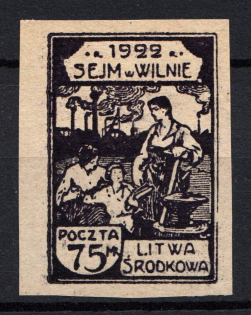 ·R. 1922 R.·
SEJM W WILNIE
POCZTA
75 M
LITWA
ŚRODKOWA